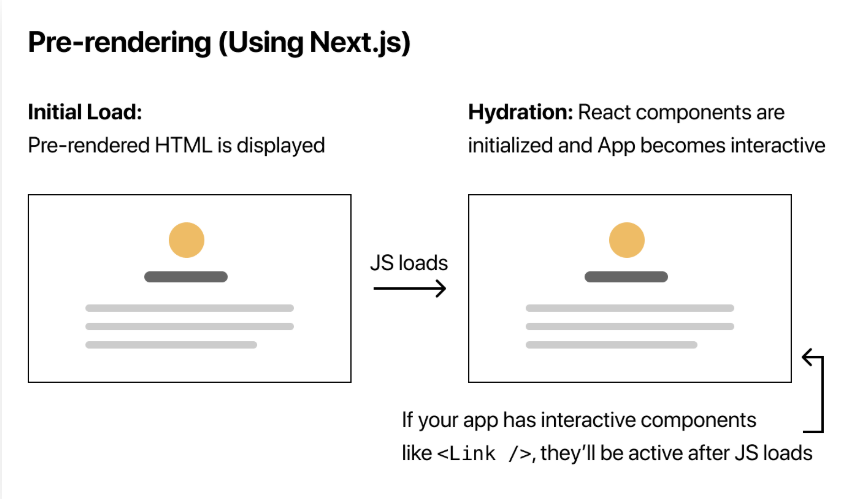 Pre-rendering (Using Next.js)
Initial Load:
Pre-rendered HTML is displayed
Hydration: React components are
initialized and App becomes interactive
JS loads
If your app has interactive components
like <Link />, they’ll be active after JS loads